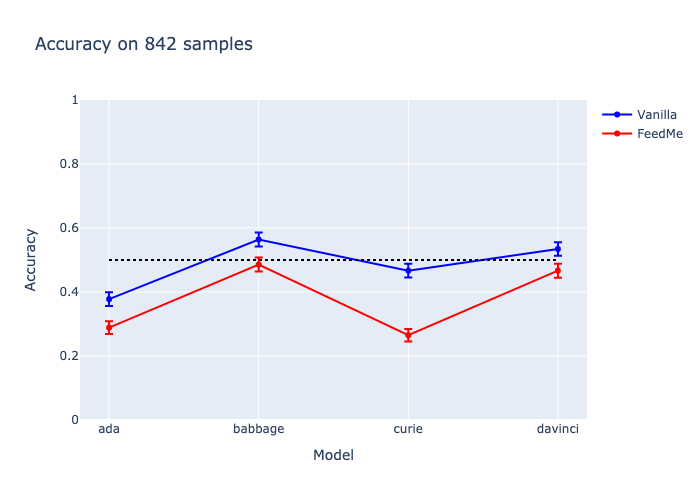 Accuracy on 842 samples
Vanilla
FeedMe
1
0.8
0.6
0.4
0.2
0
Accuracy
ada
babbage
curie
davinci
Model